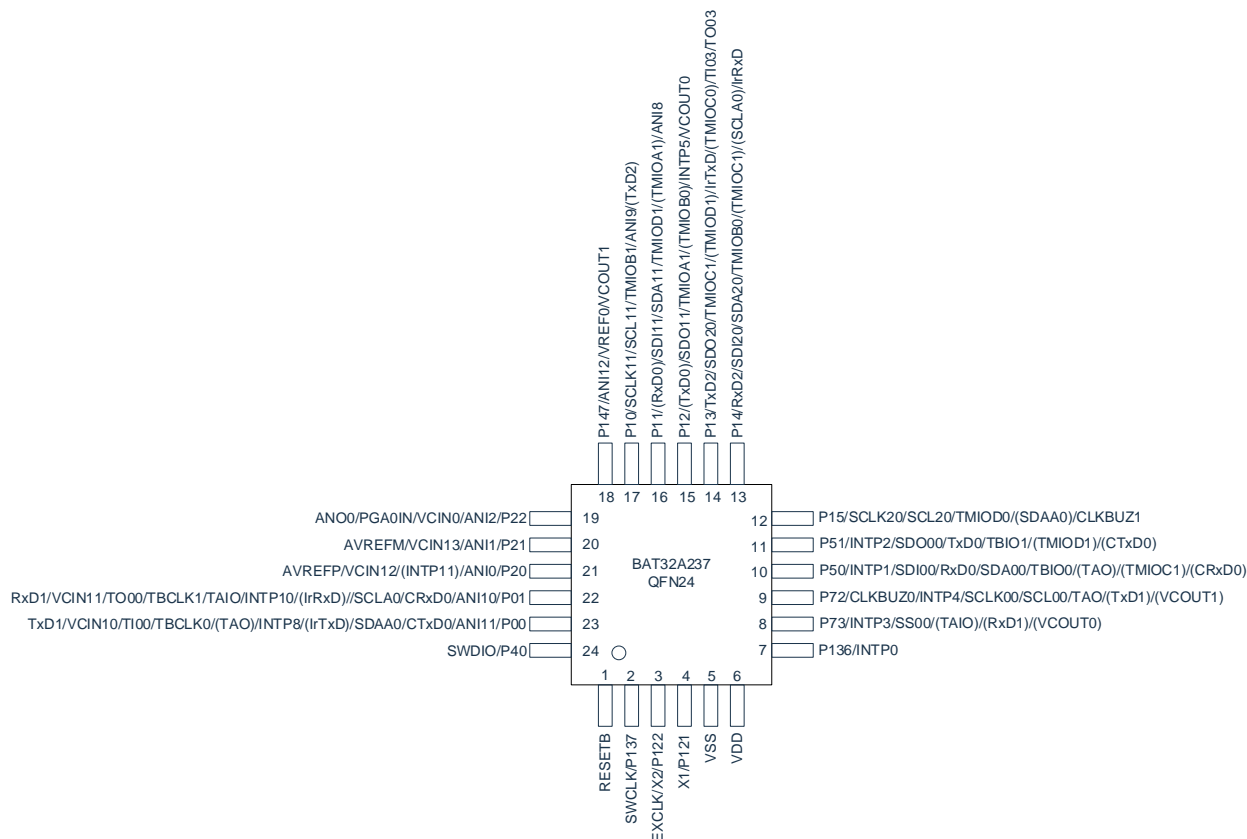 P147/ANI12/VREF0/VCOUT1
P10/SCLK11/SCL11/TMIOB1/ANI9/(TxD2)
P11/(RxD0)/SDI11/SDA11/TMIOD1/(TMIOA1)/ANI8
P12/(TxD0)/SDO11/TMIOA1/(TMIOB0)/INTP5/VCOUT0
P13/TxD2/SDO20/TMIOC1/(TMIOD1)/IrTxD/(TMIOC0)/TI03/TO03
P14/RxD2/SDI20/SDA20/TMIOB0/(TMIOC1)/(SCLA0)/IrRxD
18 17 16 15 14 13
ANO0/PGA0IN/VCIN0/ANI2/P22 19
AVREFM/VCIN13/ANI1/P21 20
AVREFP/VCIN12/(INTP11)/ANI0/P20 21
RxD1/VCIN11/TO00/TBCLK1/TAIO/INTP10/(IrRxD)//SCLA0/CRxD0/ANI10/P01 22
TxD1/VCIN10/TI00/TBCLK0/(TAO)/INTP8/(IrTxD)/SDAA0/CTxD0/ANI11/P00 23
SWDIO/P40 24
BAT32A237
QFN24
12 P15/SCLK20/SCL20/TMIOD0/(SDAA0)/CLKBUZ1
11 P51/INTP2/SDO00/TxD0/TBIO1/(TMIOD1)/(CTxD0)
10 P50/INTP1/SDI00/RxD0/SDA00/TBIO0/(TAO)/(TMIOC1)/(CRxD0)
9 P72/CLKBUZ0/INTP4/SCLK00/SCL00/TAO/(TxD1)/(VCOUT1)
8 P73/INTP3/SS00/(TAIO)/(RxD1)/(VCOUT0)
7 P136/INTP0
1 2 3 4 5 6
RESETB
SWCLK/P137
EXCLK/X2/P122
X1/P121
VSS
VDD